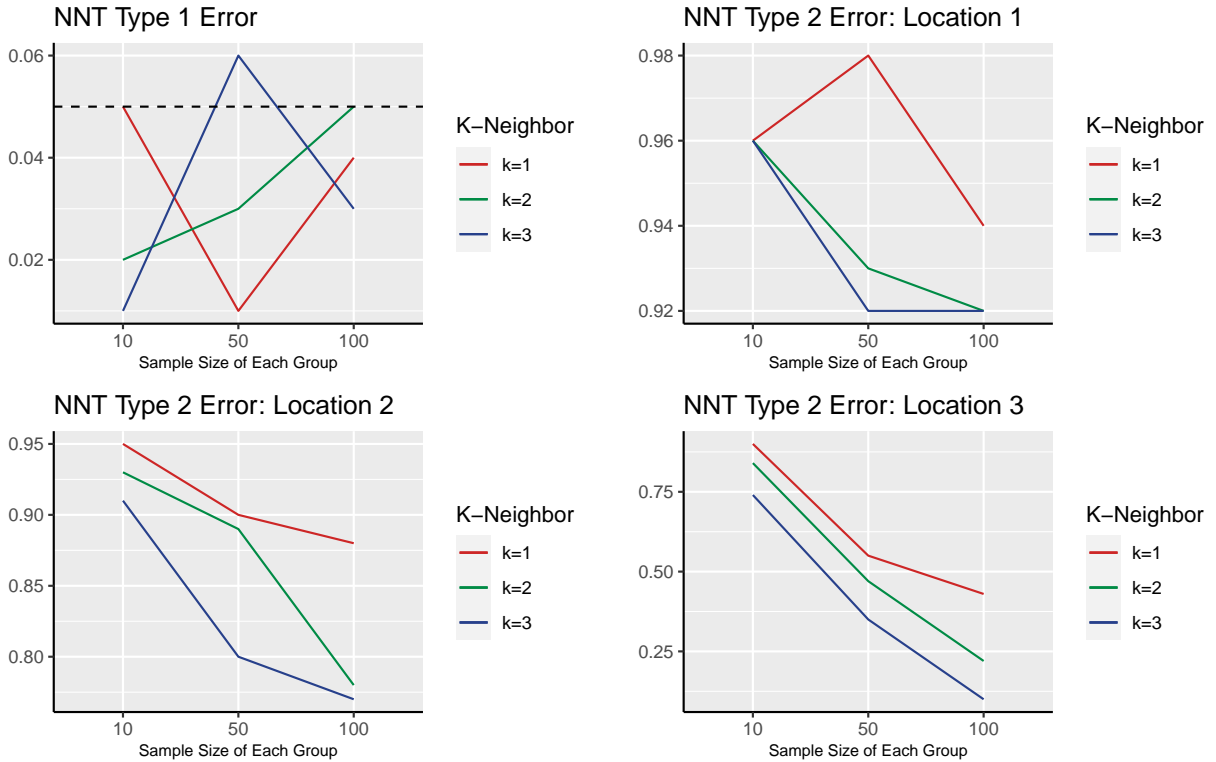 NNT Type 1 Error
0.06
0.04
0.02
10 50 100
Sample Size of Each Group
K−Neighbor
k=1
k=2
k=3
NNT Type 2 Error: Location 1
0.98
0.96
0.94
0.92
10 50 100
Sample Size of Each Group
K−Neighbor
k=1
k=2
k=3
NNT Type 2 Error: Location 2
0.95
0.90
0.85
0.80
10 50 100
Sample Size of Each Group
K−Neighbor
k=1
k=2
k=3
NNT Type 2 Error: Location 3
0.75
0.50
0.25
10 50 100
Sample Size of Each Group
K−Neighbor
k=1
k=2
k=3